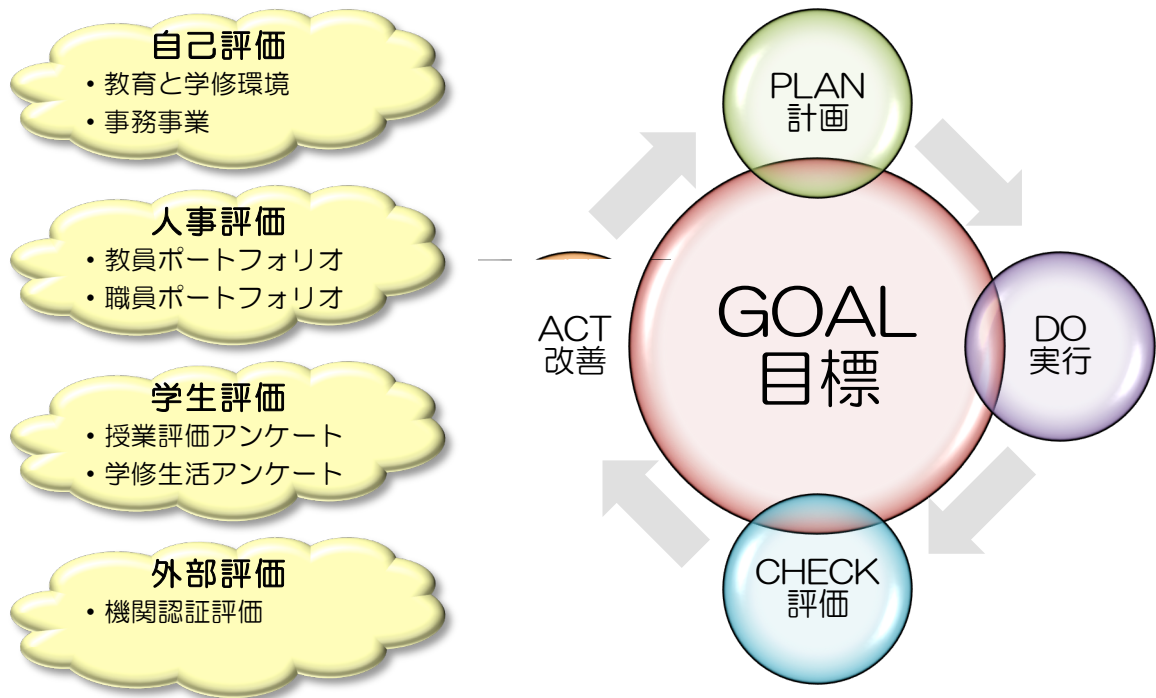 自己評価
・教育と学修環境
・事務事業
人事評価
・教員ポートフォリオ
・職員ポートフォリオ
学生評価
・授業評価アンケート
・学修生活アンケート
外部評価
・機関認証評価
PLAN
計画
DO
実行
CHECK
評価
ACT
改善
GOAL
目標